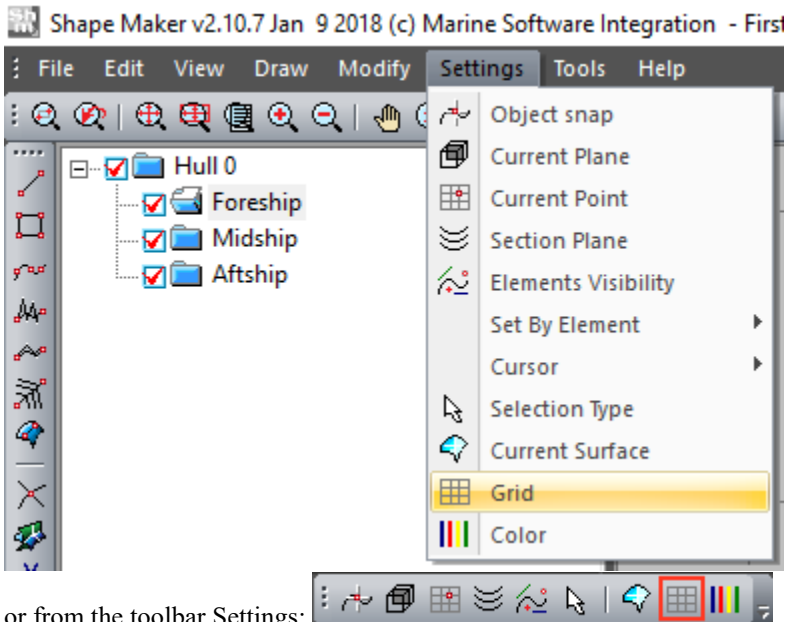 Shape Maker v2.10.7 Jan 9 2018 (c) Marine Software Integration - First
File Edit View Draw Modify Settings Tools Help
Object snap
Hull 0
Current Plane
Foreship
Current Point
Midship
Section Plane
Aftship
Elements Visibility
Set By Element
Cursor
Selection Type
Current Surface
Grid
Color
or from the toolbar Settings: